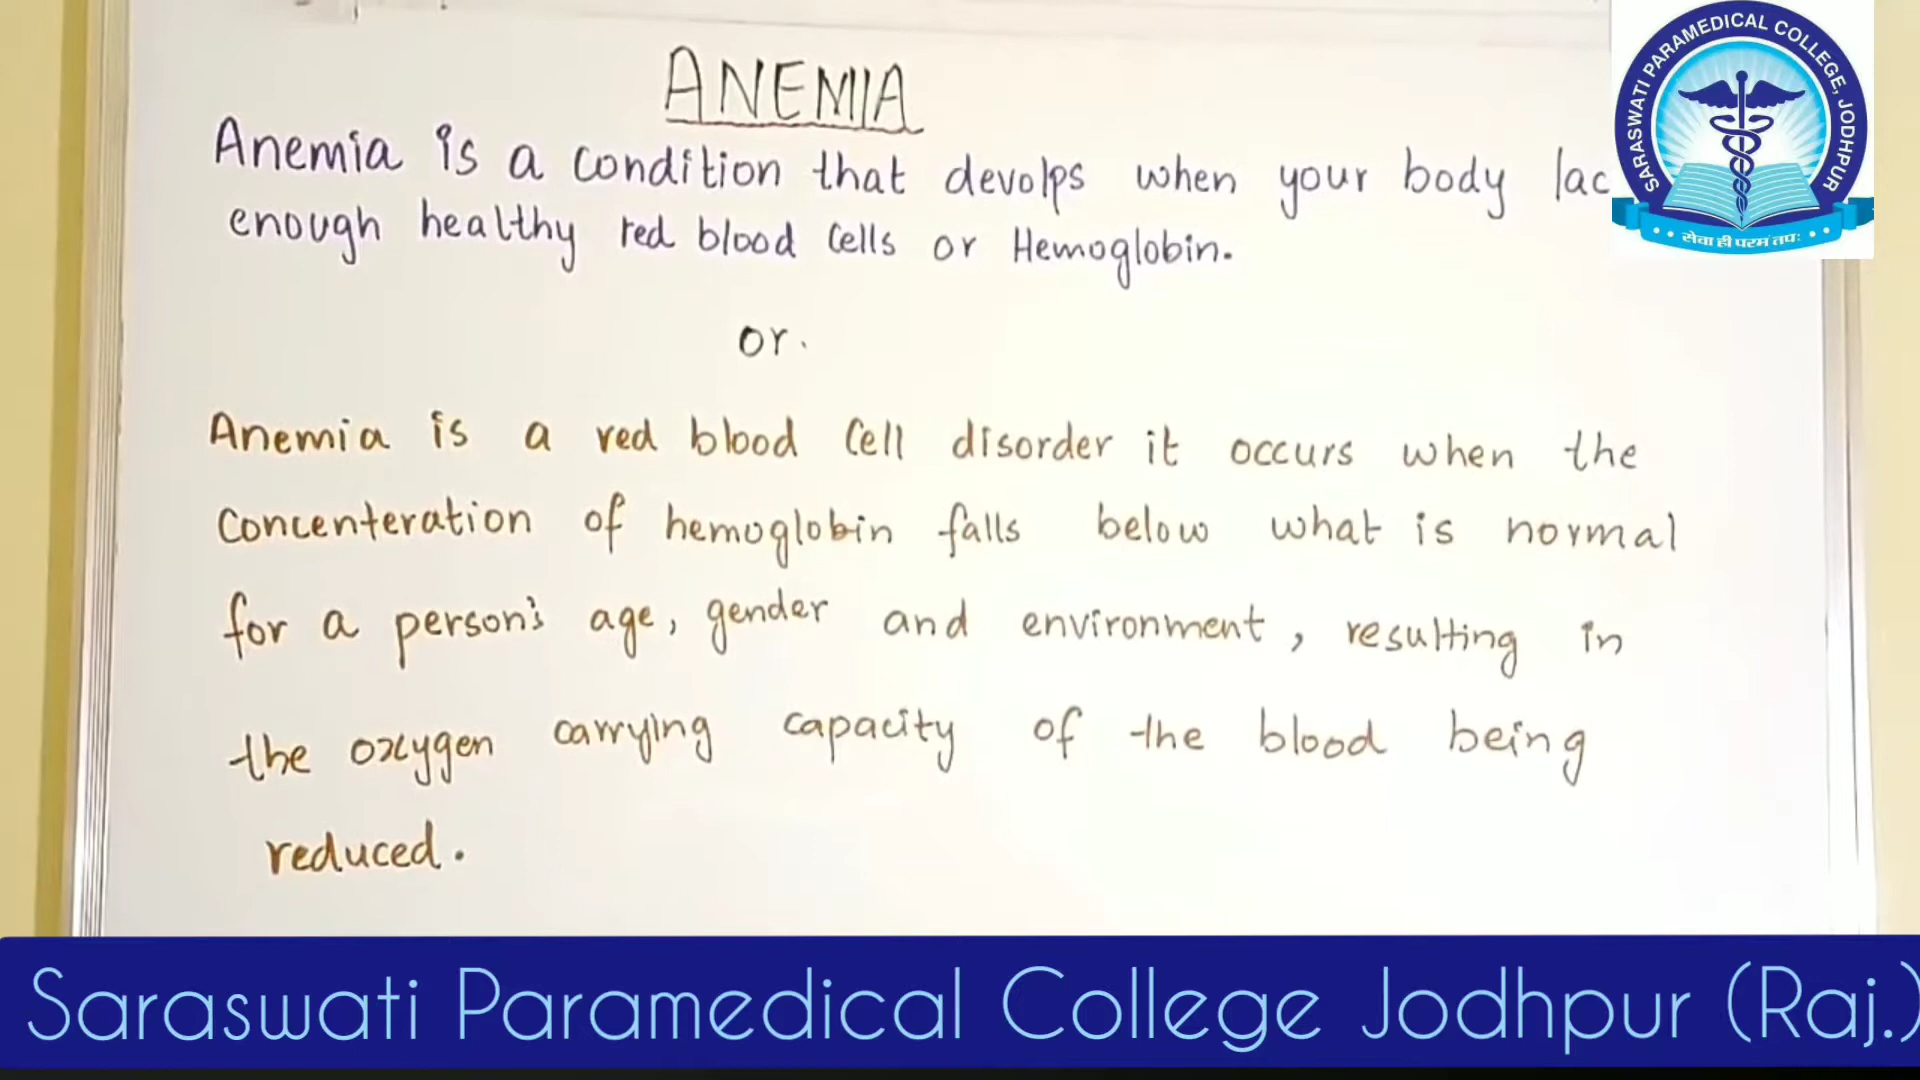 ANEMIA
Anemia is a condition that devolps when your body lac
enough healthy red blood cells or Hemoglobin.
or.
Anemia is a red blood cell disorder it occurs when the
concenteration of hemoglobin falls below what is normal
for a person's age, gender and environment, resulting in
the oxygen carrying capacity of the blood being
reduced.
SARASWATI PARAMEDICAL COLLEGE, JODHPUR
सेवा ही परमं तपः
Saraswati Paramedical College Jodhpur (Raj.)